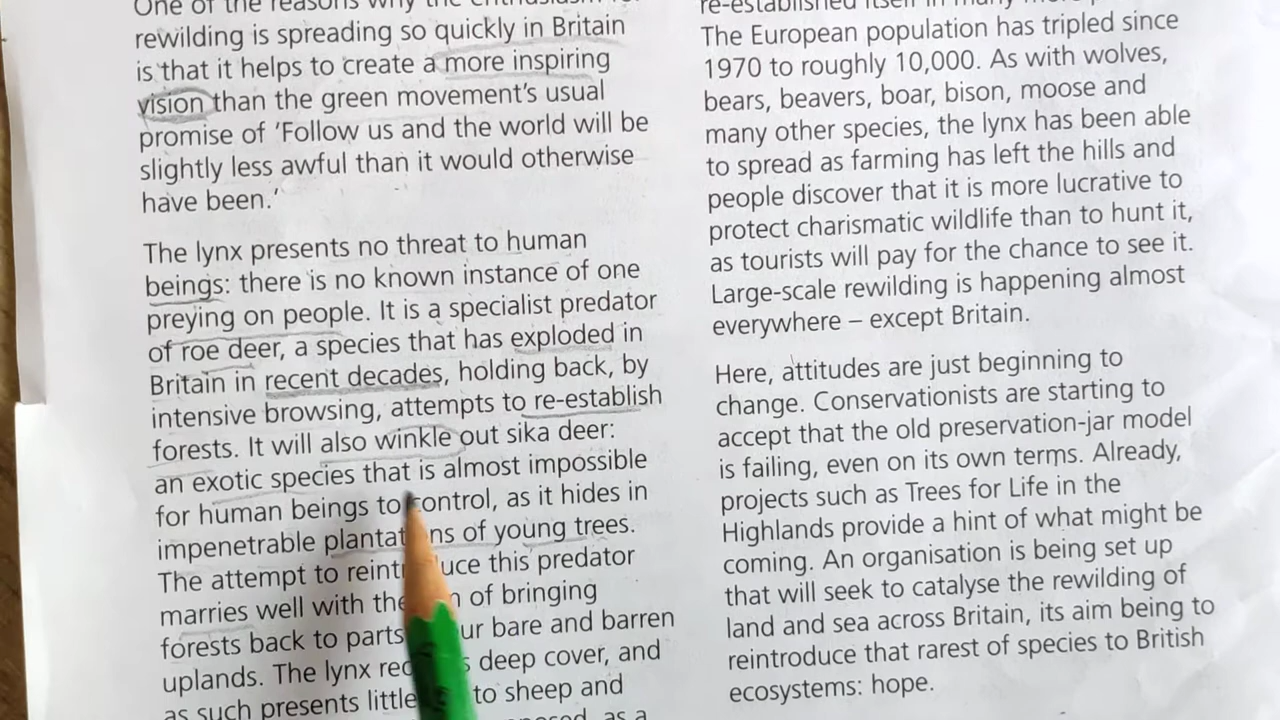 One of the reasons why the enthusiasm for
rewilding is spreading so quickly in Britain
is that it helps to create a more inspiring
vision than the green movement's usual
promise of 'Follow us and the world will be
slightly less awful than it would otherwise
have been.'
The lynx presents no threat to human
beings: there is no known instance of one
preying on people. It is a specialist predator
of roe deer, a species that has exploded in
Britain in recent decades, holding back, by
intensive browsing, attempts to re-establish
forests. It will also winkle out sika deer:
an exotic species that is almost impossible
for human beings to control, as it hides in
impenetrable plantat ns of young trees.
The attempt to reint uce this predator
marries well with the of bringing
forests back to parts ur bare and barren
uplands. The lynx deep cover, and
as such presents little to sheep and
as a
re-established itself in many
The European population has tripled since
1970 to roughly 10,000. As with wolves,
bears, beavers, boar, bison, moose and
many other species, the lynx has been able
to spread as farming has left the hills and
people discover that it is more lucrative to
protect charismatic wildlife than to hunt it,
as tourists will pay for the chance to see it.
Large-scale rewilding is happening almost
everywhere – except Britain.
Here, attitudes are just beginning to
change. Conservationists are starting to
accept that the old preservation-jar model
is failing, even on its own terms. Already,
projects such as Trees for Life in the
Highlands provide a hint of what might be
coming. An organisation is being set up
that will seek to catalyse the rewilding of
land and sea across Britain, its aim being to
reintroduce that rarest of species to British
ecosystems: hope.